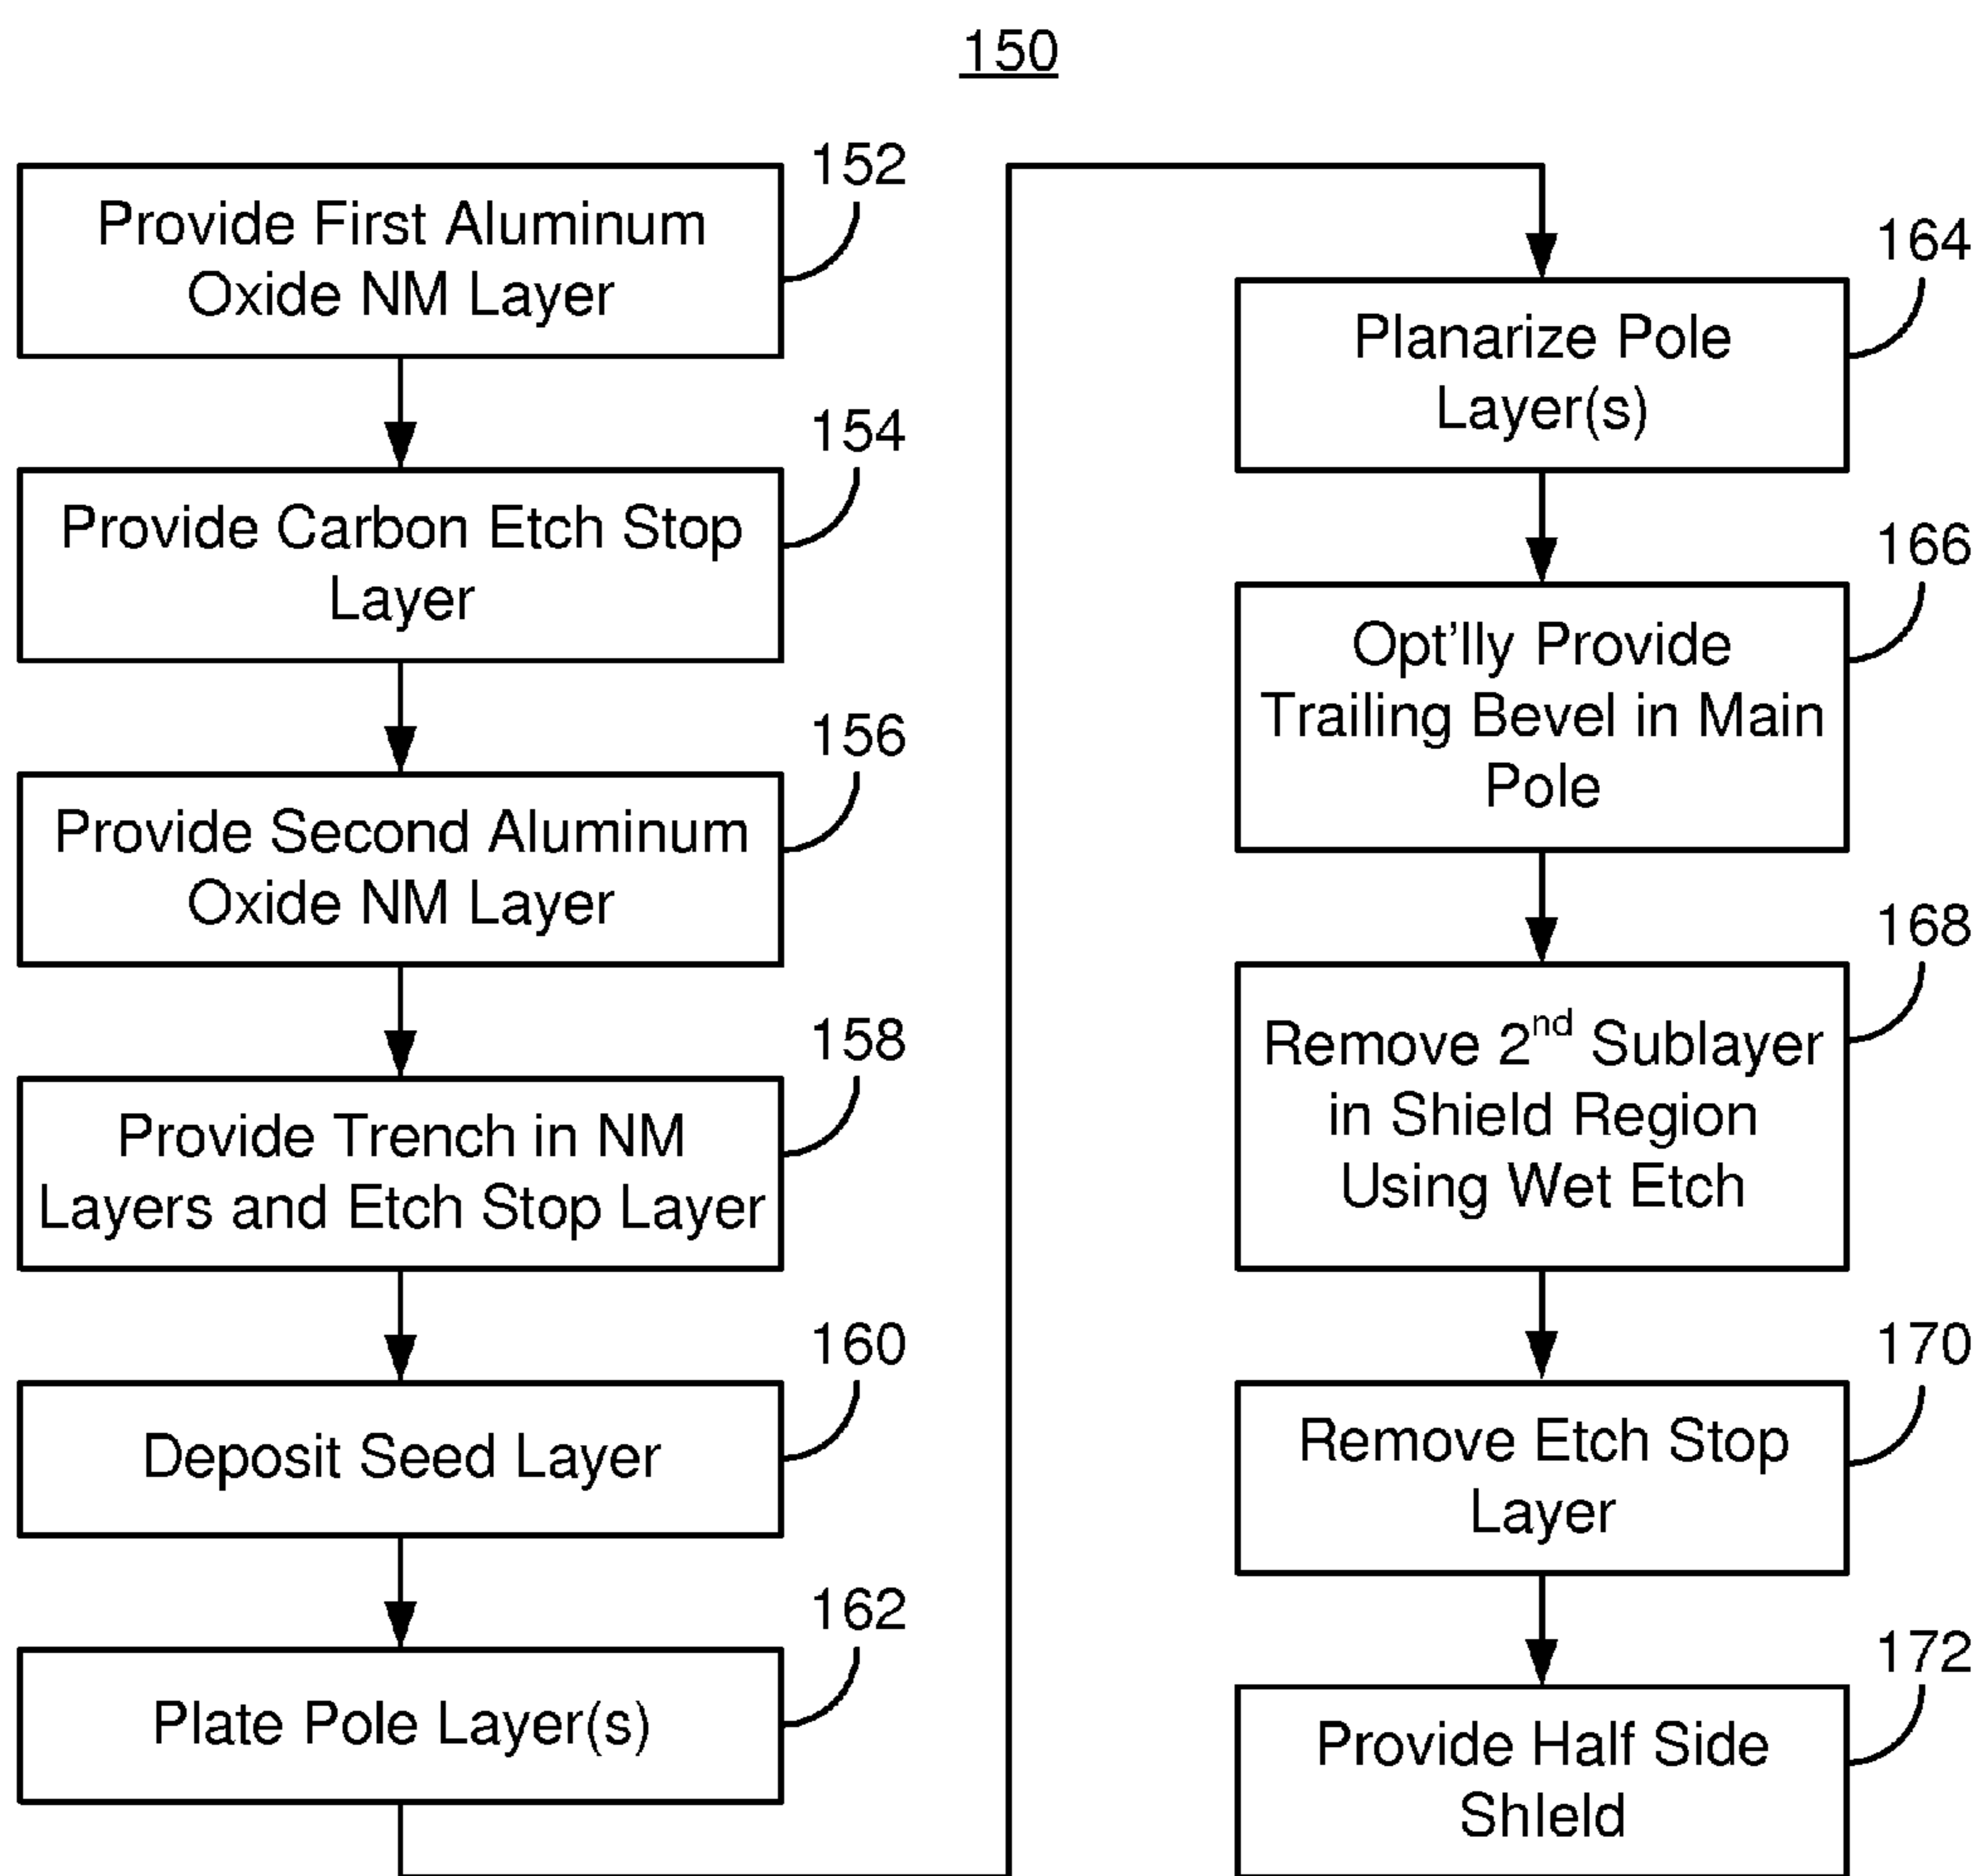 150
Provide First Aluminum
Oxide NM Layer
152
Provide Carbon Etch Stop
Layer
154
Provide Second Aluminum
Oxide NM Layer
156
Provide Trench in NM
Layers and Etch Stop Layer
158
Deposit Seed Layer
160
Plate Pole Layer(s)
162
Planarize Pole
Layer(s)
164
Opt'lly Provide
Trailing Bevel in Main
Pole
166
Remove 2nd Sublayer
in Shield Region
Using Wet Etch
168
Remove Etch Stop
Layer
170
Provide Half Side
Shleld
172